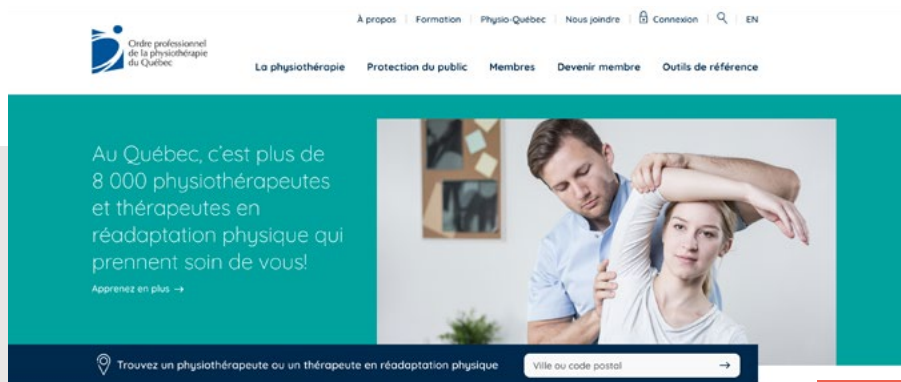 À propos Formation Physio-Québec Nous joindre Connexion EN
Ordre professionnel
de la physiothérapie
du Québec
La physiothérapie Protection du public Membres Devenir membre Outils de référence
Au Québec, c'est plus de
8 000 physiothérapeutes
et thérapeutes en
réadaptation physique qui
prennent soin de vous!
Apprenez en plus →
Trouvez un physiothérapeute ou un thérapeute en réadaptation physique Ville ou code postal →